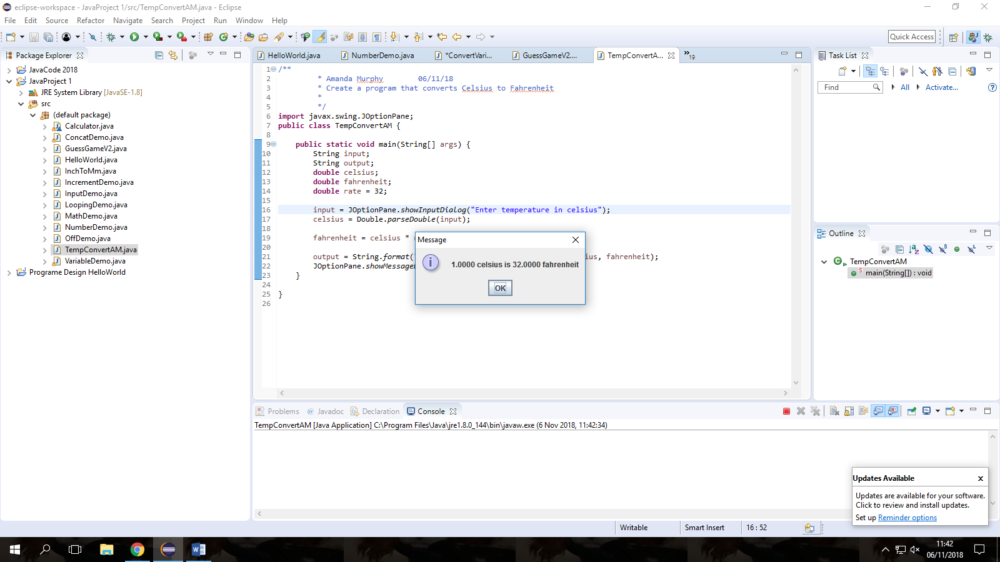 eclipse-workspace - JavaProject 1/src/TempConvertAM.java - Eclipse
File Edit Source Refactor Navigate Search Project Run Window Help
Quick Access
Package Explorer
JavaCode 2018
JavaProject 1
JRE System Library [JavaSE-1.8]
src
(default package)
Calculator.java
ConcatDemo.java
GuessGameV2.java
HelloWorld.java
InchToMm.java
IncrementDemo.java
InputDemo.java
LoopingDemo.java
MathDemo.java
NumberDemo.java
OffDemo.java
TempConvertAM.java
VariableDemo.java
Programe Design HelloWorld
HelloWorld.java NumberDemo.java *ConvertVari... GuessGameV2.... TempConvertA... »19
1 /**
2 * Amanda Murphy 06/11/18
3 * Create a program that converts Celsius to Fahrenheit
4 *
5 */
6 import javax.swing.JOptionPane;
7 public class TempConvertAM {
8
9 public static void main(String[] args) {
10 String input;
11 String output;
12 double celsius;
13 double fahrenheit;
14 double rate = 32;
15
16 input = JOptionPane.showInputDialog("Enter temperature in celsius");
17 celsius = Double.parseDouble(input);
18
19 fahrenheit = celsius *
20
21 output = String.format( ius, fahrenheit);
22 JOptionPane.showMessage
23 }
24
25 }
26
Message
1.0000 celsius is 32.0000 fahrenheit
OK
Task List
Find All Activate...
Outline
TempConvertAM
main(String[]) : void
Problems Javadoc Declaration Console
TempConvertAM [Java Application] C:\Program Files\Java\jre1.8.0_144\bin\javaw.exe (6 Nov 2018, 11:42:34)
Updates Available
Updates are available for your software.
Click to review and install updates.
Set up Reminder options
Writable Smart Insert 16 : 52
11:42
06/11/2018